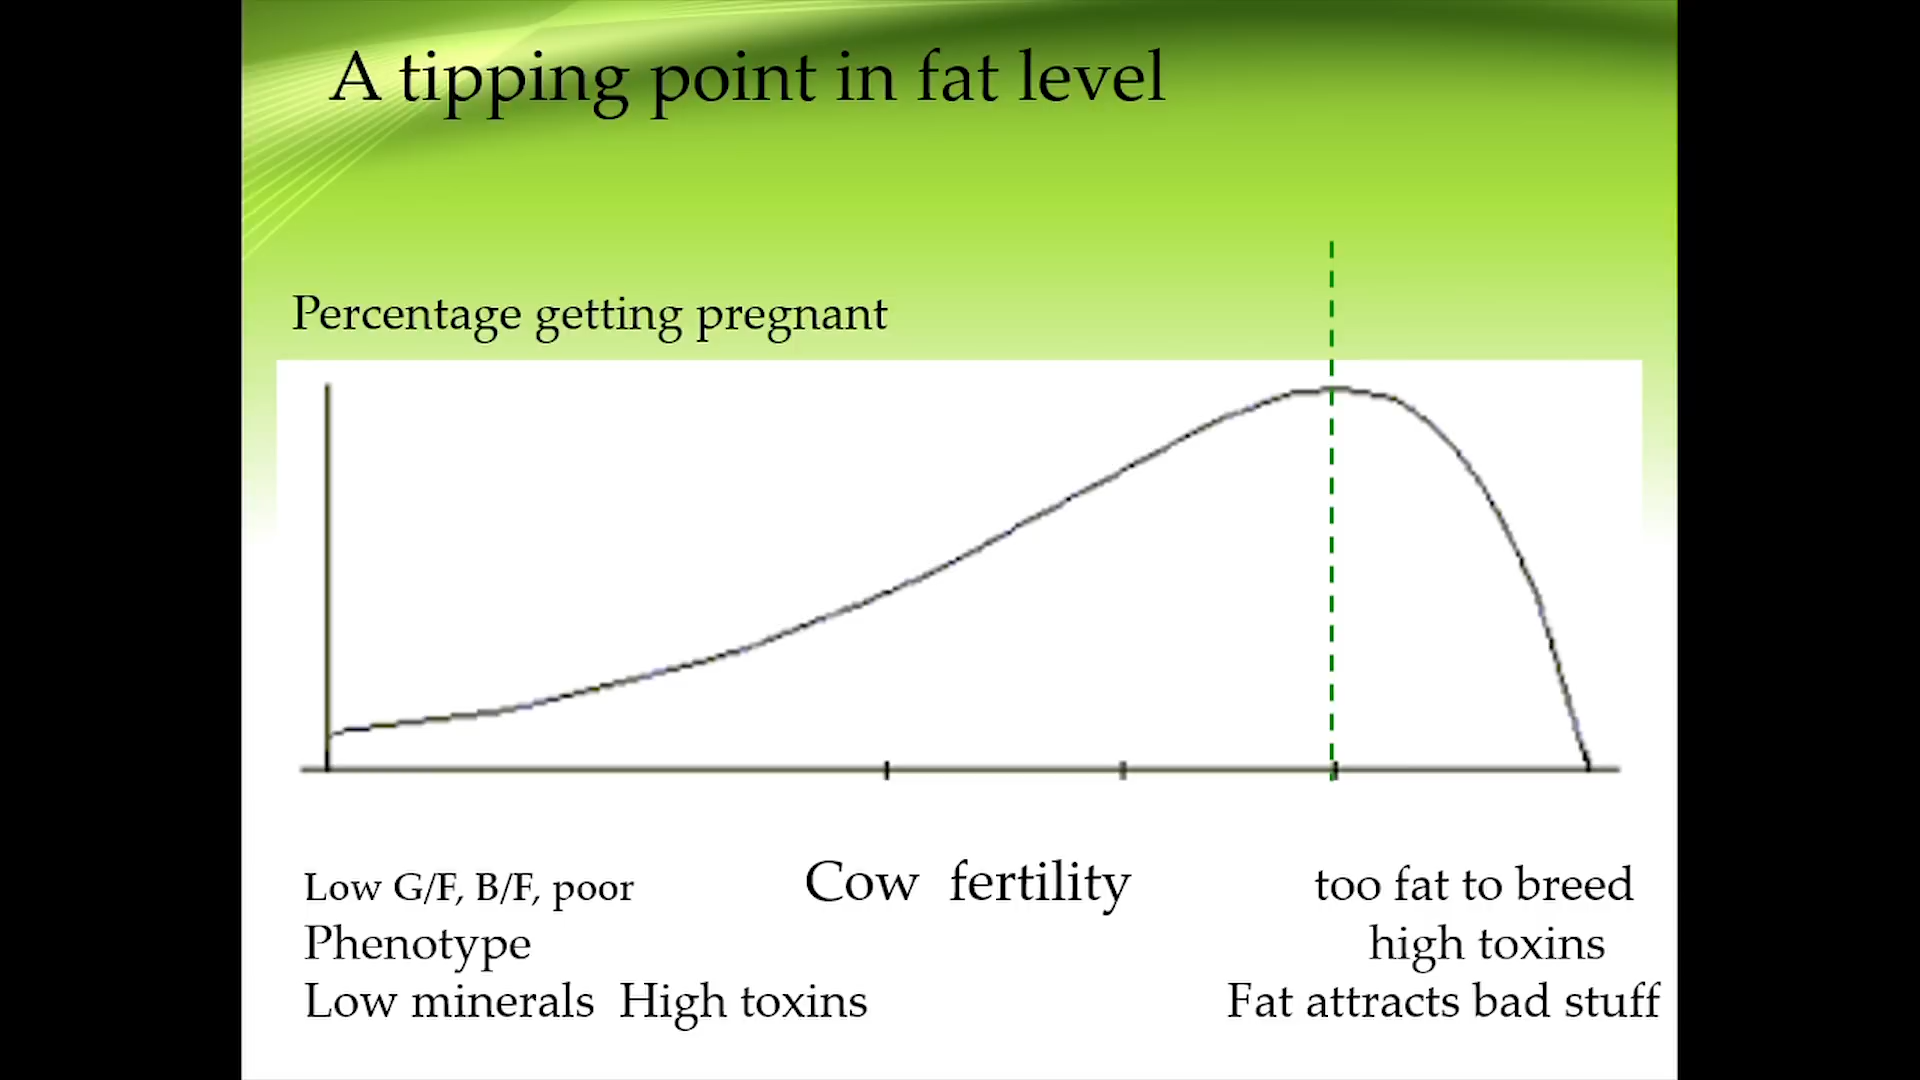 A tipping point in fat level
Percentage getting pregnant
Low G/F, B/F, poor
Phenotype
Low minerals  High toxins
Cow  fertility
too fat to breed
high toxins
Fat attracts bad stuff